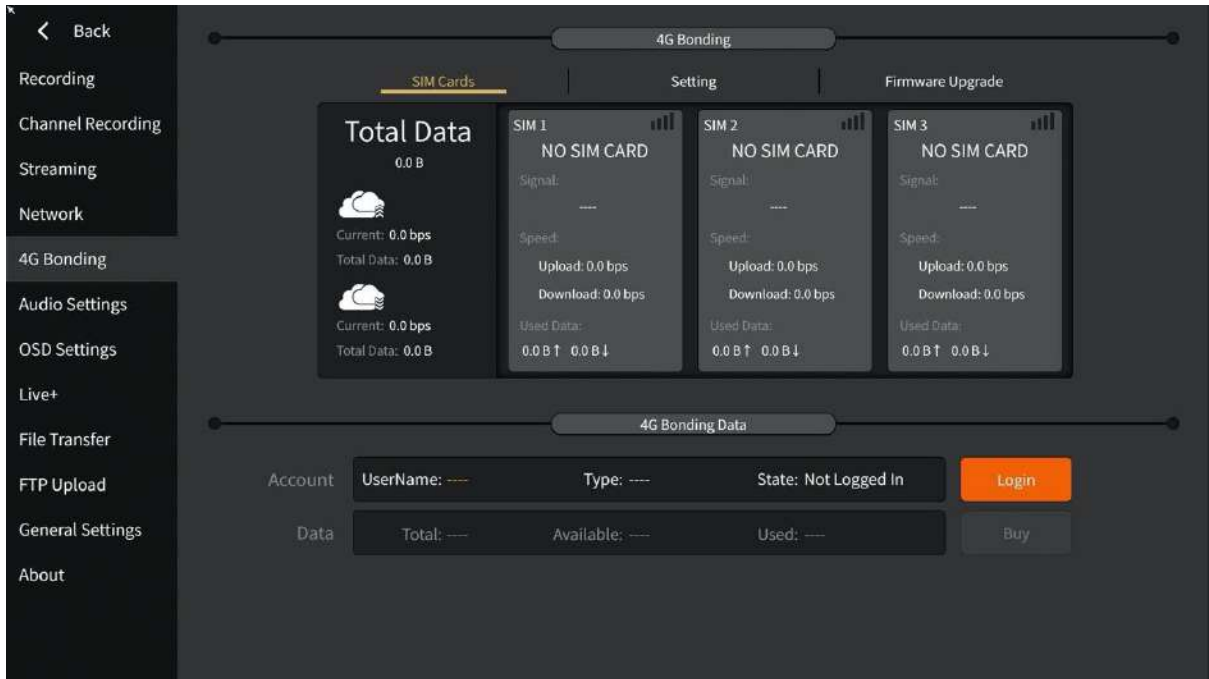 Back
Recording
Channel Recording
Streaming
Network
4G Bonding
Audio Settings
OSD Settings
Live+
File Transfer
FTP Upload
General Settings
About
4G Bonding
SIM Cards
Setting
Firmware Upgrade
Total Data
0.0 B
Current: 0.0 bps
Total Data: 0.0 B
Current: 0.0 bps
Total Data: 0.0 B
SIM 1
NO SIM CARD
Signal:
----
Speed:
Upload: 0.0 bps
Download: 0.0 bps
Used Data:
0.0 B↑ 0.0 B↓
SIM 2
NO SIM CARD
Signal:
----
Speed:
Upload: 0.0 bps
Download: 0.0 bps
Used Data:
0.0 B↑ 0.0 B↓
SIM 3
NO SIM CARD
Signal:
----
Speed:
Upload: 0.0 bps
Download: 0.0 bps
Used Data:
0.0 B↑ 0.0 B↓
4G Bonding Data
Account UserName: ---- Type: ---- State: Not Logged In Login
Data Total: ---- Available: ---- Used: ---- Buy